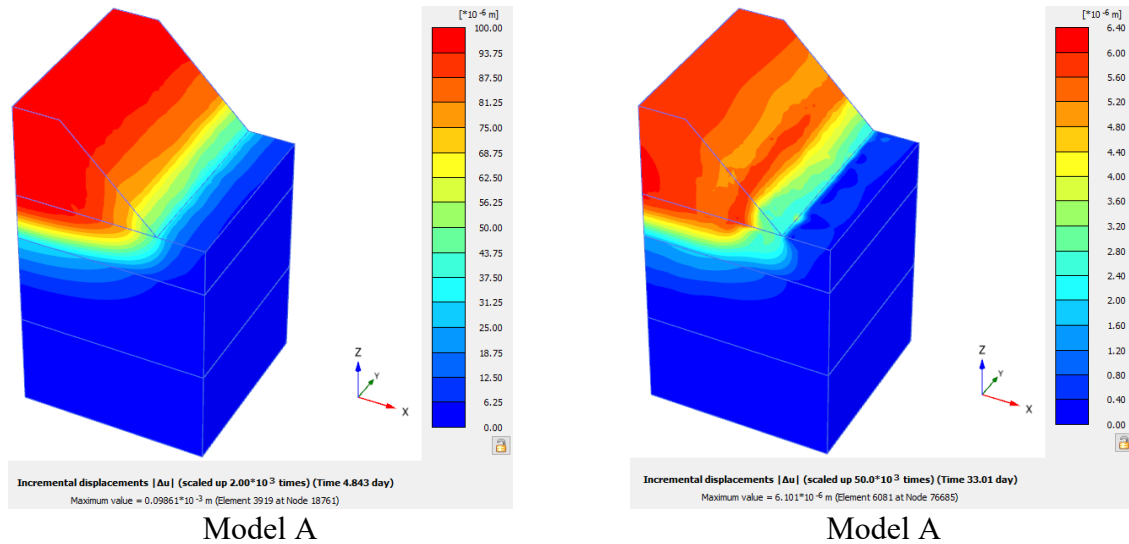 [*10⁻⁶ m]
100.00
93.75
87.50
81.25
75.00
68.75
62.50
56.25
50.00
43.75
37.50
31.25
25.00
18.75
12.50
6.25
0.00
Z
Y
X
Incremental displacements |Δu| (scaled up 2.00*10³ times) (Time 4.843 day)
Maximum value = 0.09861*10⁻³ m (Element 3919 at Node 18761)
Model A
[*10⁻⁶ m]
6.40
6.00
5.60
5.20
4.80
4.40
4.00
3.60
3.20
2.80
2.40
2.00
1.60
1.20
0.80
0.40
0.00
Z
Y
X
Incremental displacements |Δu| (scaled up 50.0*10³ times) (Time 33.01 day)
Maximum value = 6.101*10⁻⁶ m (Element 6081 at Node 76685)
Model A